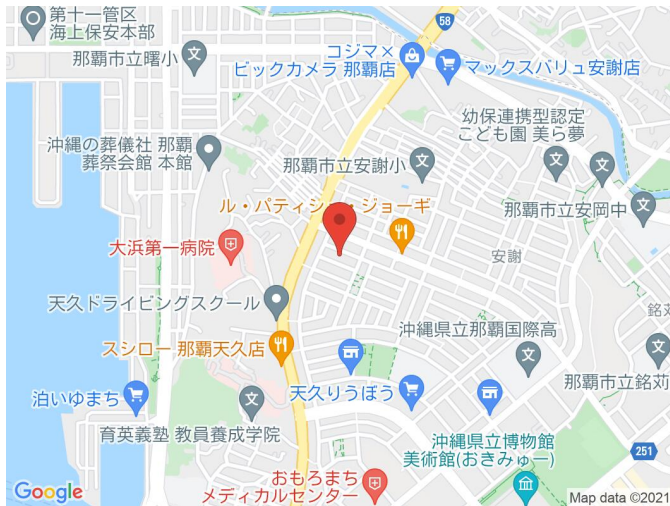 第十一管区
海上保安本部
58
那覇市立曙小
コジマ×
ビックカメラ 那覇店
マックスバリュ安謝店
幼保連携型認定
こども園 美ら夢
沖縄の葬儀社 那覇
葬祭会館 本館
那覇市立安謝小
那覇市立安岡中
ル・パティシエ・ジョーギ
大浜第一病院
安謝
天久ドライビングスクール
銘苅
沖縄県立那覇国際高
スシロー 那覇天久店
那覇市立銘苅
泊いゆまち
天久りうぼう
育英義塾 教員養成学院
沖縄県立博物館
美術館(おきみゅー)
251
おもろまち
メディカルセンター
Google
Map data ©2021